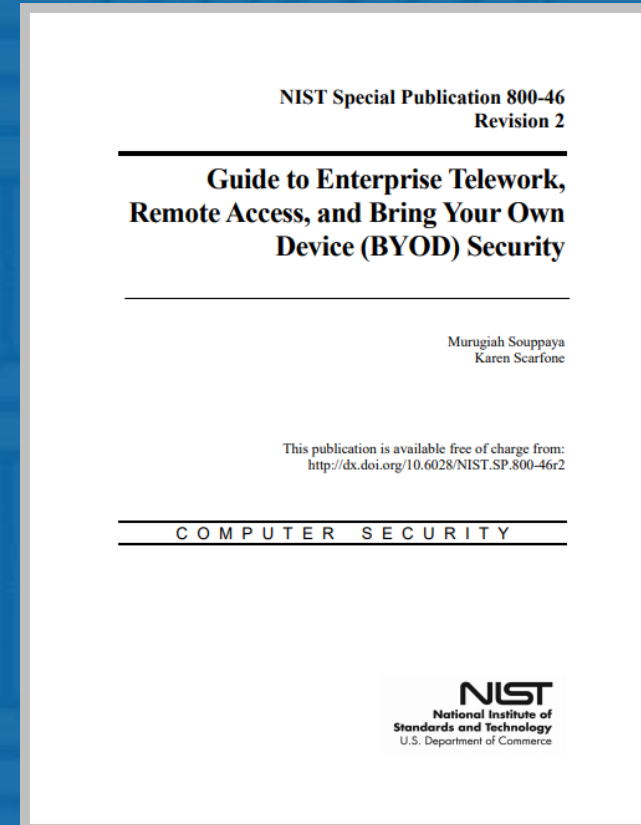 NIST Special Publication 800-46
Revision 2
Guide to Enterprise Telework,
Remote Access, and Bring Your Own
Device (BYOD) Security
Murugiah Souppaya
Karen Scarfone
This publication is available free of charge from:
http://dx.doi.org/10.6028/NIST.SP.800-46r2
COMPUTER SECURITY
NIST
National Institute of
Standards and Technology
U.S. Department of Commerce